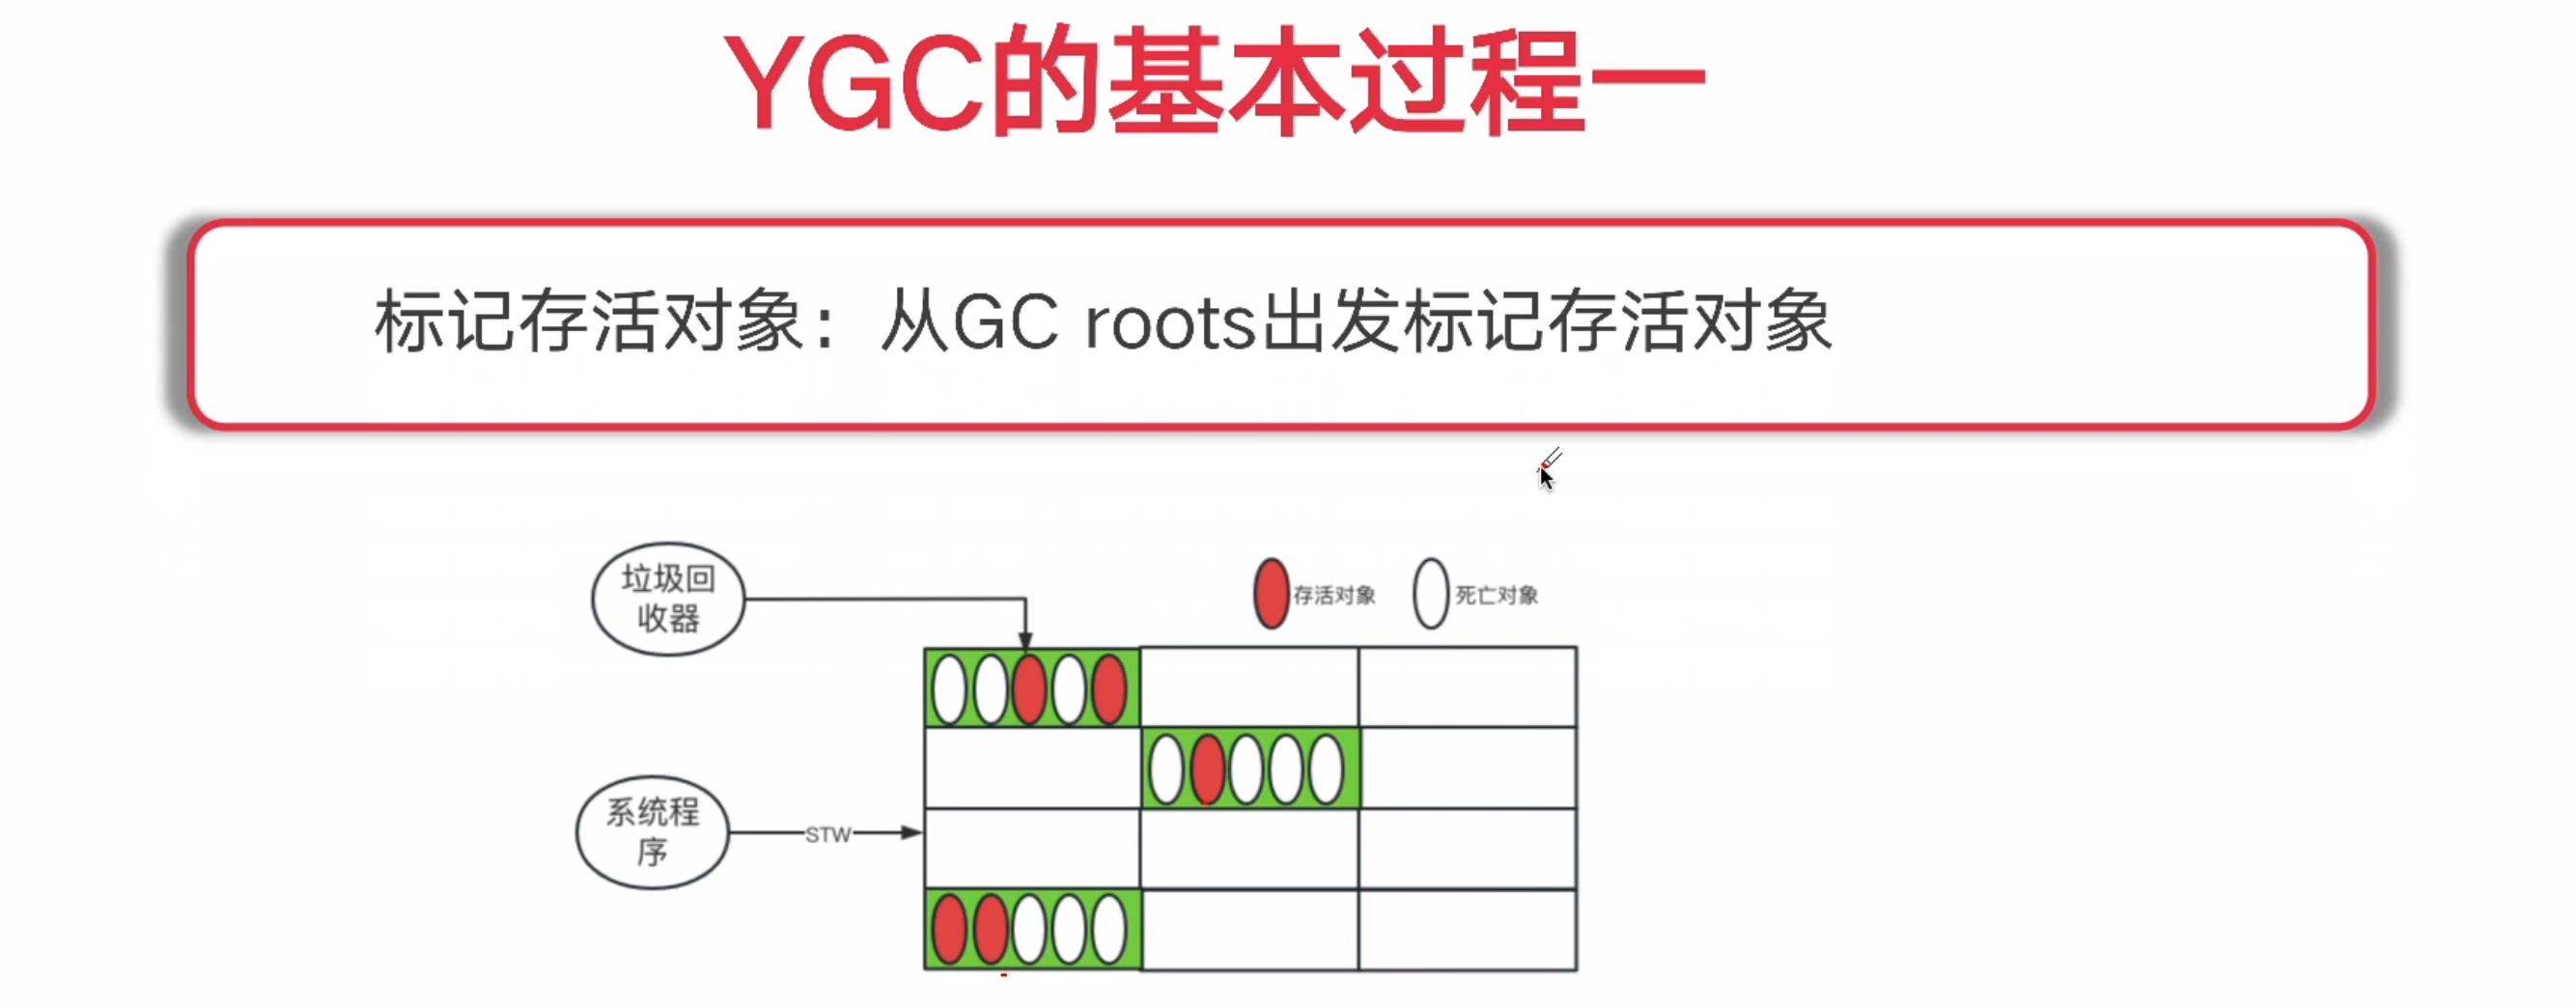 YGC的基本过程一
标记存活对象：从GC roots出发标记存活对象
垃圾回
收器
存活对象
死亡对象
系统程
序
STW